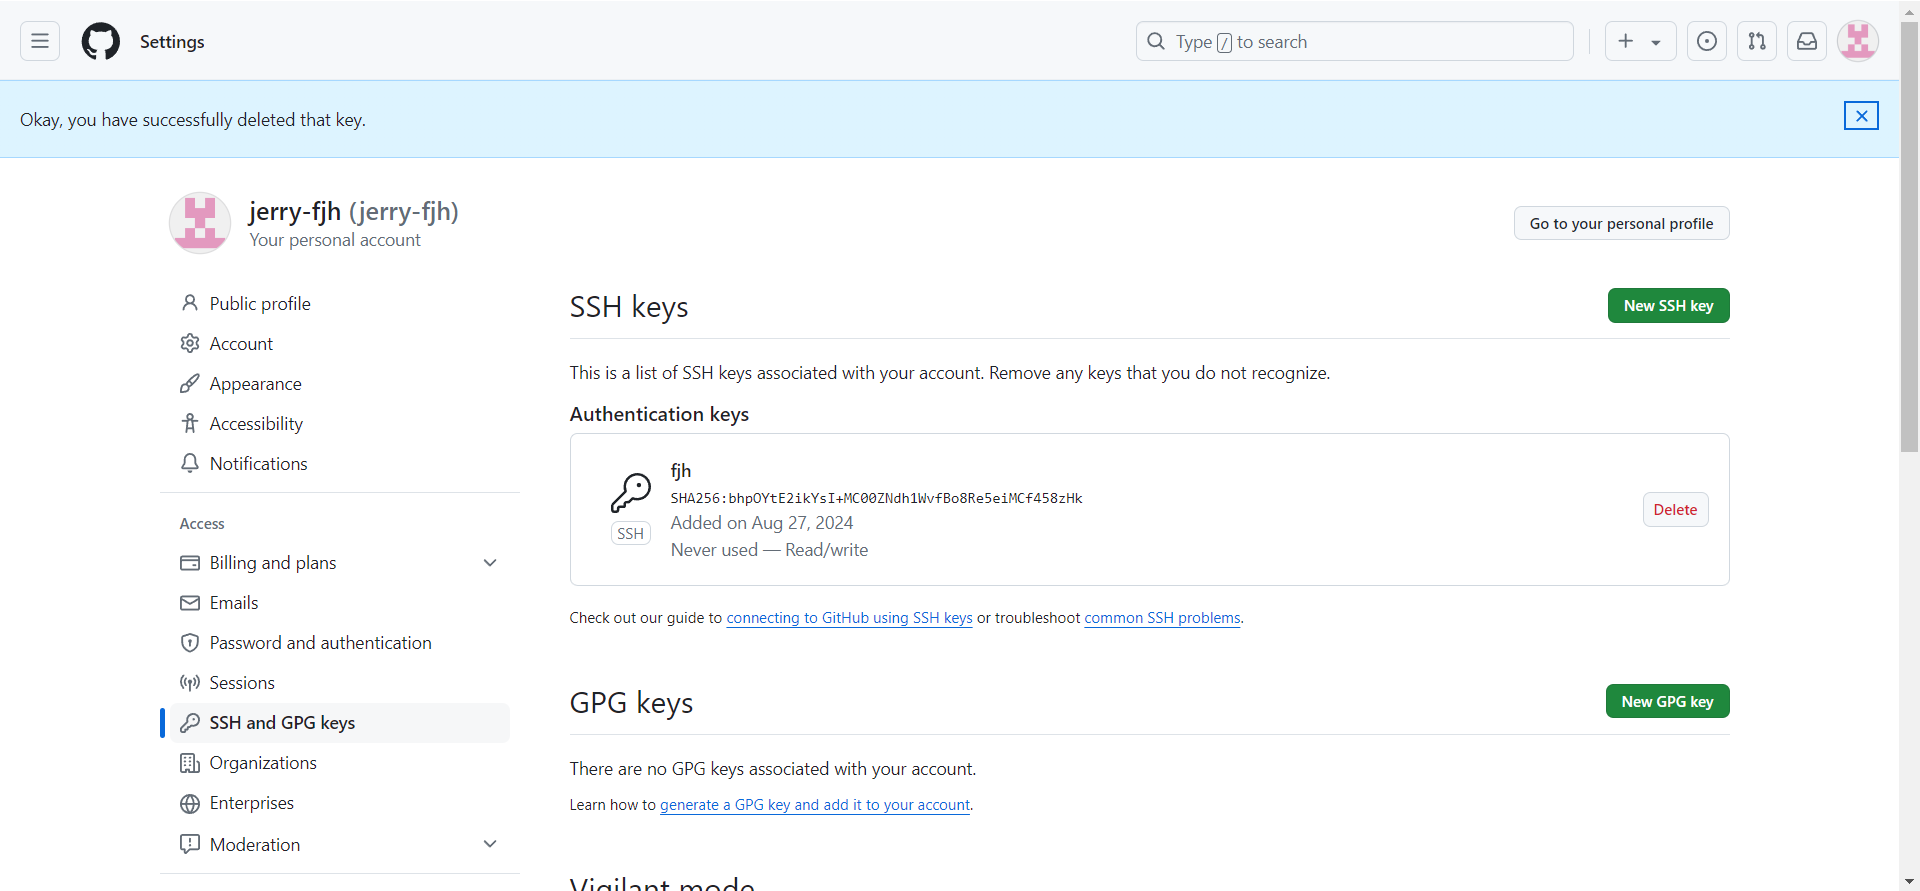 Settings
Type / to search
Okay, you have successfully deleted that key.
jerry-fjh (jerry-fjh)
Your personal account
Go to your personal profile
Public profile
Account
Appearance
Accessibility
Notifications
Access
Billing and plans
Emails
Password and authentication
Sessions
SSH and GPG keys
Organizations
Enterprises
Moderation
SSH keys
New SSH key
This is a list of SSH keys associated with your account. Remove any keys that you do not recognize.
Authentication keys
fjh
SHA256:bhpOYtE2ikYsI+MC00ZNdh1WvfBo8Re5eiMCf458zHk
Added on Aug 27, 2024
Never used — Read/write
SSH
Delete
Check out our guide to connecting to GitHub using SSH keys or troubleshoot common SSH problems.
GPG keys
New GPG key
There are no GPG keys associated with your account.
Learn how to generate a GPG key and add it to your account.
Vigilant mode